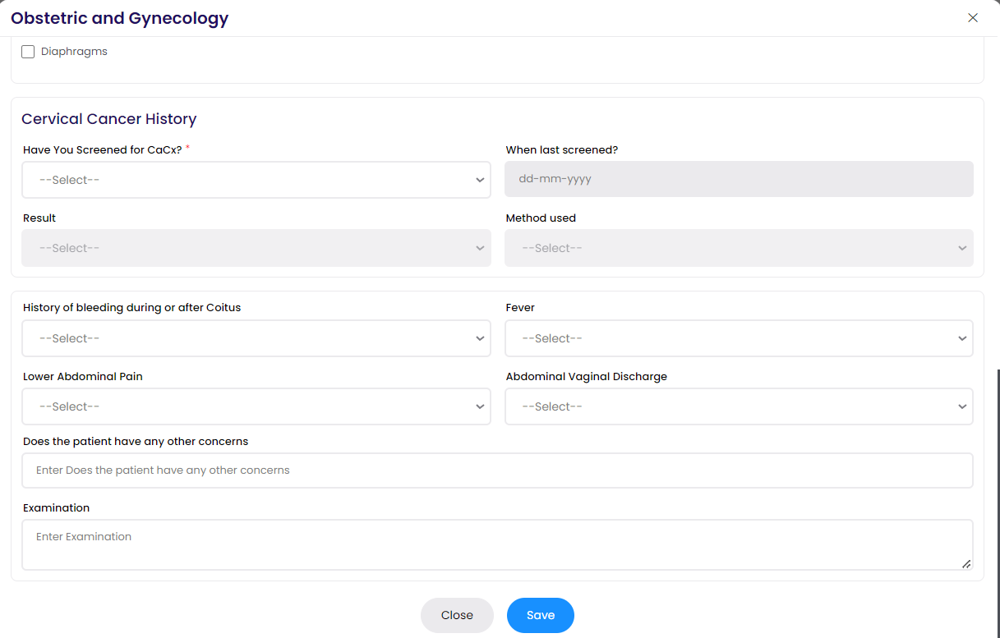 Obstetric and Gynecology
Diaphragms
Cervical Cancer History
Have You Screened for CaCx? *
When last screened?
--Select--
dd-mm-yyyy
Result
Method used
--Select--
--Select--
History of bleeding during or after Coitus
Fever
--Select--
--Select--
Lower Abdominal Pain
Abdominal Vaginal Discharge
--Select--
--Select--
Does the patient have any other concerns
Enter Does the patient have any other concerns
Examination
Enter Examination
Close
Save